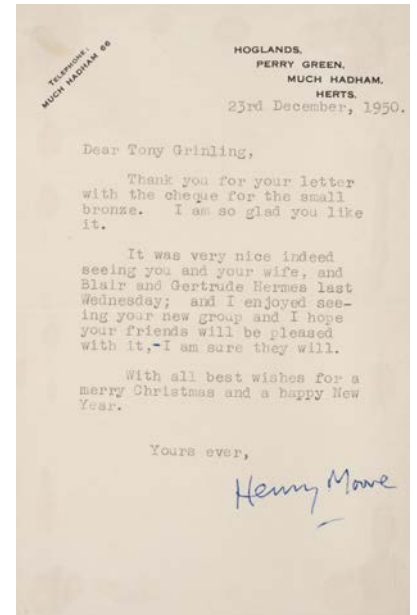 TELEPHONE:
MUCH HADHAM 66
HOGLANDS,
PERRY GREEN,
MUCH HADHAM,
HERTS.
23rd December, 1950.
Dear Tony Grinling,
Thank you for your letter
with the cheque for the small
bronze. I am so glad you like
it.
It was very nice indeed
seeing you and your wife, and
Blair and Gertrude Hermes last
Wednesday; and I enjoyed see-
ing your new group and I hope
your friends will be pleased
with it,-I am sure they will.
With all best wishes for a
merry Christmas and a happy New
Year.
Yours ever,
Henry Moore